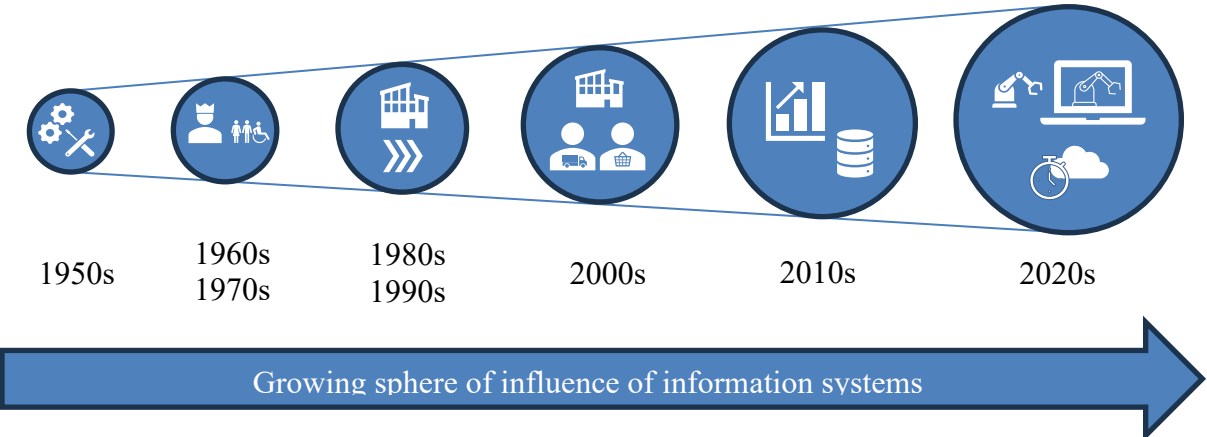 1950s
1960s
1970s
1980s
1990s
2000s
2010s
2020s
Growing sphere of influence of information systems